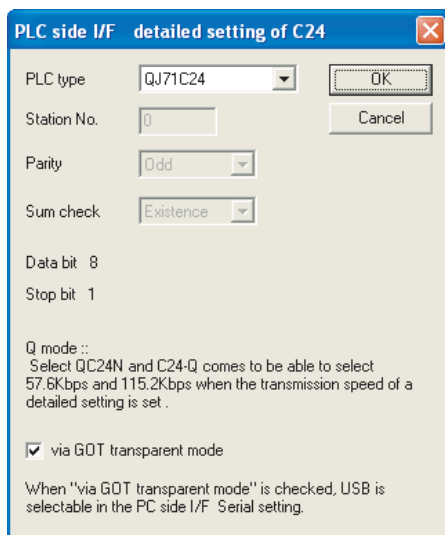 PLC side I/F detailed setting of C24
PLC type QJ71C24 OK
Station No. 0 Cancel
Parity Odd
Sum check Existence
Data bit 8
Stop bit 1
Q mode ::
Select QC24N and C24-Q comes to be able to select
57.6Kbps and 115.2Kbps when the transmission speed of a
detailed setting is set .
via GOT transparent mode
When "via GOT transparent mode" is checked, USB is
selectable in the PC side I/F Serial setting.